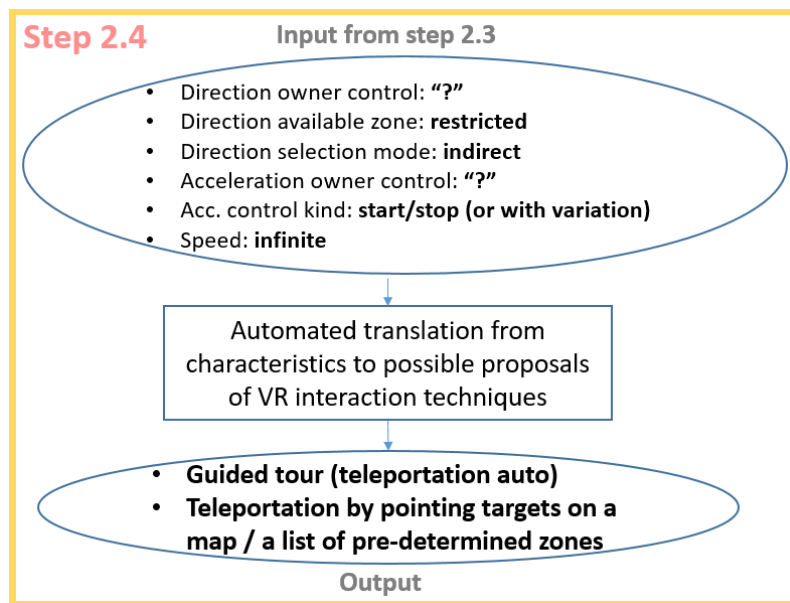 Step 2.4
Input from step 2.3
• Direction owner control: “?”
• Direction available zone: restricted
• Direction selection mode: indirect
• Acceleration owner control: “?”
• Acc. control kind: start/stop (or with variation)
• Speed: infinite
Automated translation from
characteristics to possible proposals
of VR interaction techniques
• Guided tour (teleportation auto)
• Teleportation by pointing targets on a
map / a list of pre-determined zones
Output